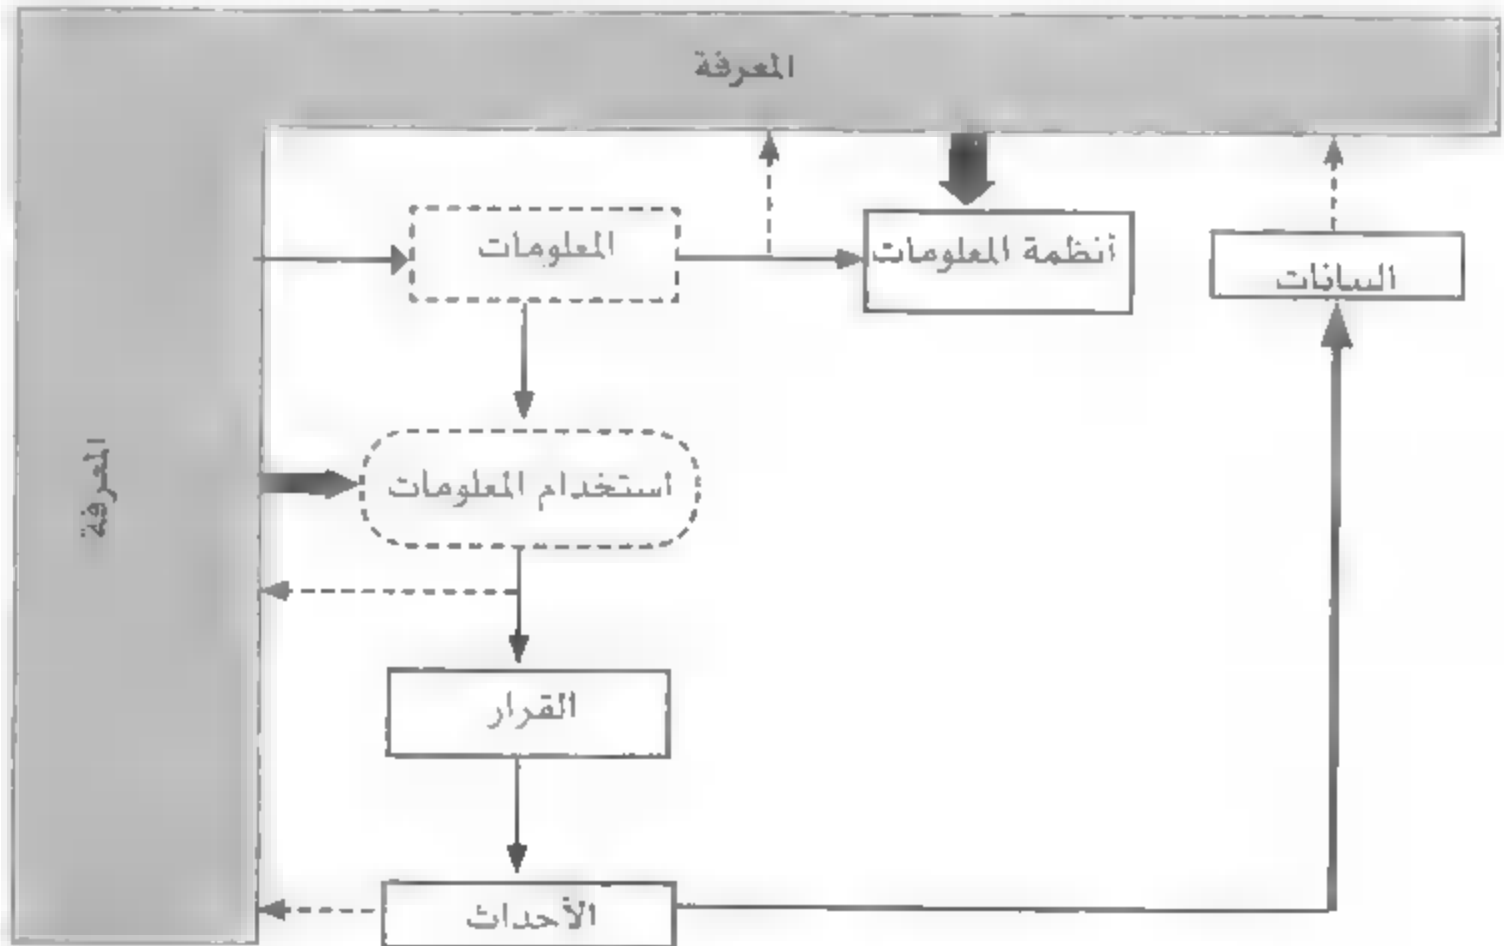 المعرفة
أنظمة المعلومات
المعلومات
البيانات
المعرفة
استخدام المعلومات
القرار
الأحداث